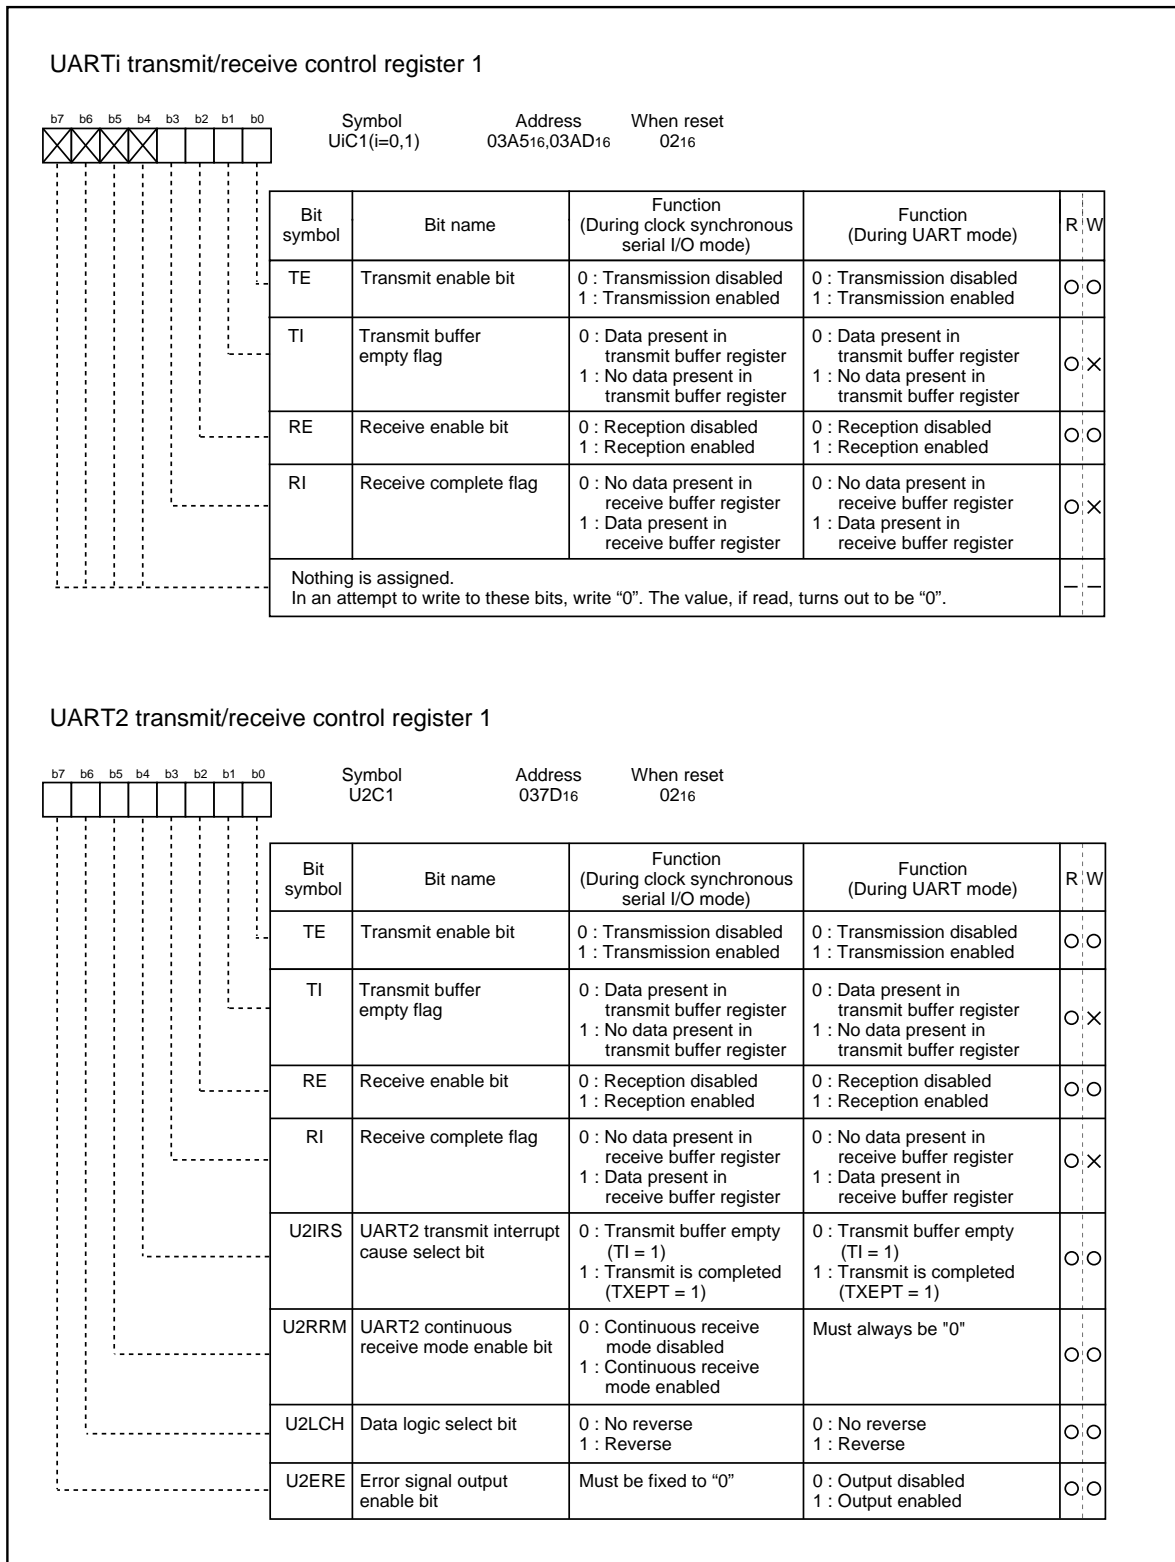 UARTi transmit/receive control register 1
b7 b6 b5 b4 b3 b2 b1 b0
Symbol Address When reset
UiC1(i=0,1) 03A516,03AD16 0216
Bit symbol
Bit name
Function
(During clock synchronous
serial I/O mode)
Function
(During UART mode)
R W
TE
Transmit enable bit
0 : Transmission disabled
1 : Transmission enabled
0 : Transmission disabled
1 : Transmission enabled
TI
Transmit buffer
empty flag
0 : Data present in
transmit buffer register
1 : No data present in
transmit buffer register
0 : Data present in
transmit buffer register
1 : No data present in
transmit buffer register
RE
Receive enable bit
0 : Reception disabled
1 : Reception enabled
0 : Reception disabled
1 : Reception enabled
RI
Receive complete flag
0 : No data present in
receive buffer register
1 : Data present in
receive buffer register
0 : No data present in
receive buffer register
1 : Data present in
receive buffer register
Nothing is assigned.
In an attempt to write to these bits, write “0”. The value, if read, turns out to be “0”.
UART2 transmit/receive control register 1
b7 b6 b5 b4 b3 b2 b1 b0
Symbol Address When reset
U2C1 037D16 0216
Bit symbol
Bit name
Function
(During clock synchronous
serial I/O mode)
Function
(During UART mode)
R W
TE
Transmit enable bit
0 : Transmission disabled
1 : Transmission enabled
0 : Transmission disabled
1 : Transmission enabled
TI
Transmit buffer
empty flag
0 : Data present in
transmit buffer register
1 : No data present in
transmit buffer register
0 : Data present in
transmit buffer register
1 : No data present in
transmit buffer register
RE
Receive enable bit
0 : Reception disabled
1 : Reception enabled
0 : Reception disabled
1 : Reception enabled
RI
Receive complete flag
0 : No data present in
receive buffer register
1 : Data present in
receive buffer register
0 : No data present in
receive buffer register
1 : Data present in
receive buffer register
U2IRS
UART2 transmit interrupt
cause select bit
0 : Transmit buffer empty
(TI = 1)
1 : Transmit is completed
(TXEPT = 1)
0 : Transmit buffer empty
(TI = 1)
1 : Transmit is completed
(TXEPT = 1)
U2RRM
UART2 continuous
receive mode enable bit
0 : Continuous receive
mode disabled
1 : Continuous receive
mode enabled
Must always be "0"
U2LCH
Data logic select bit
0 : No reverse
1 : Reverse
0 : No reverse
1 : Reverse
U2ERE
Error signal output
enable bit
Must be fixed to “0”
0 : Output disabled
1 : Output enabled